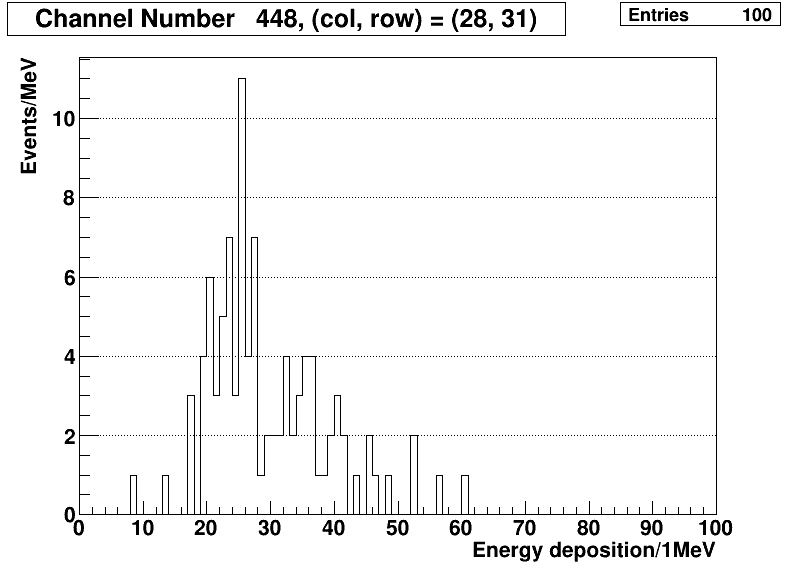 Channel Number 448, (col, row) = (28, 31)
Entries 100
Events/MeV
10
8
6
4
2
0
0 10 20 30 40 50 60 70 80 90 100
Energy deposition/1MeV